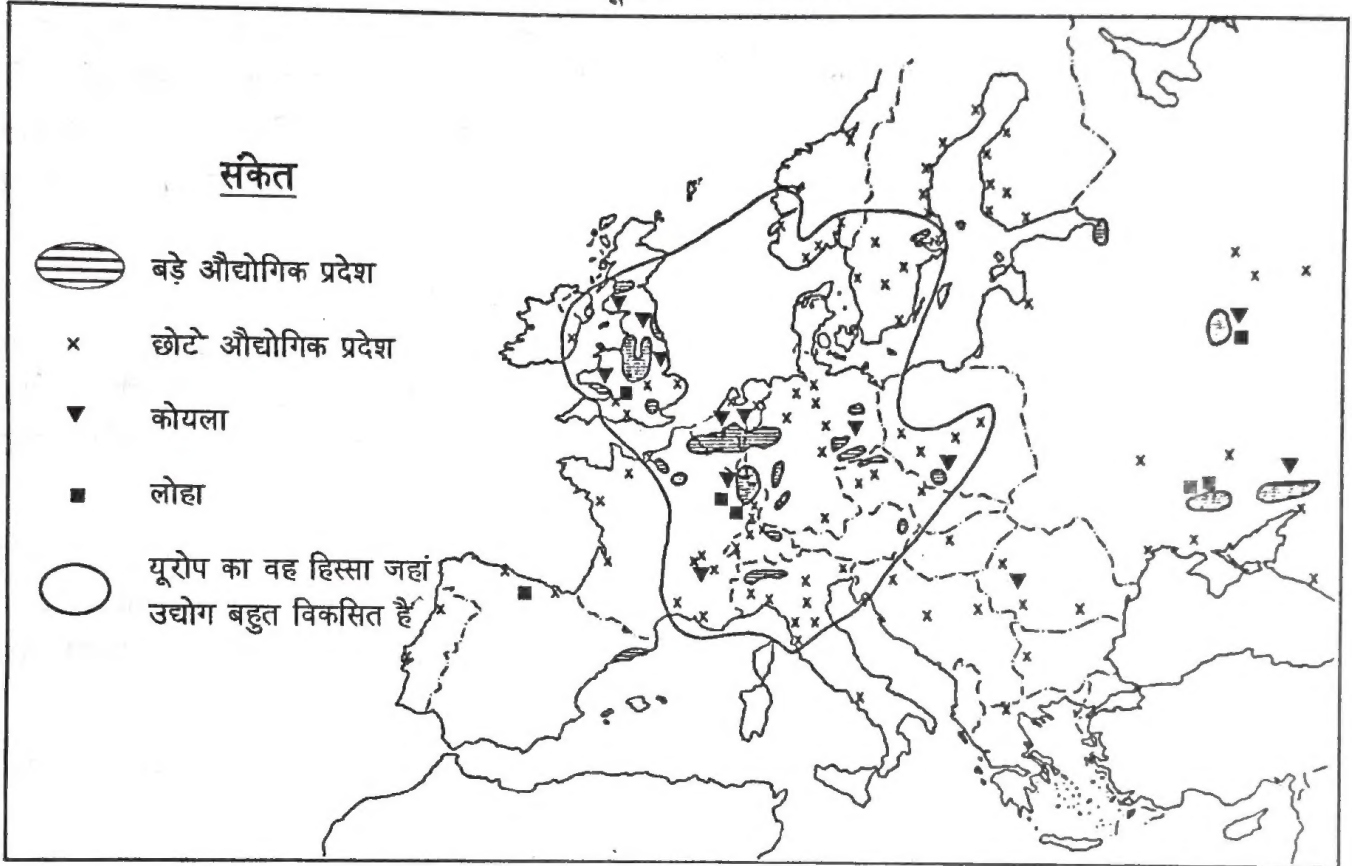 संकेत
बड़े औद्योगिक प्रदेश
× छोटे औद्योगिक प्रदेश
▼ कोयला
■ लोहा
यूरोप का वह हिस्सा जहां
उद्योग बहुत विकसित है